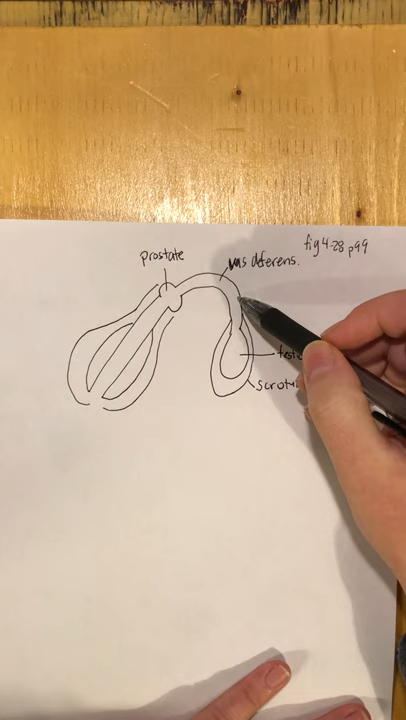 fig 4-28 p99
prostate
vas deferens.